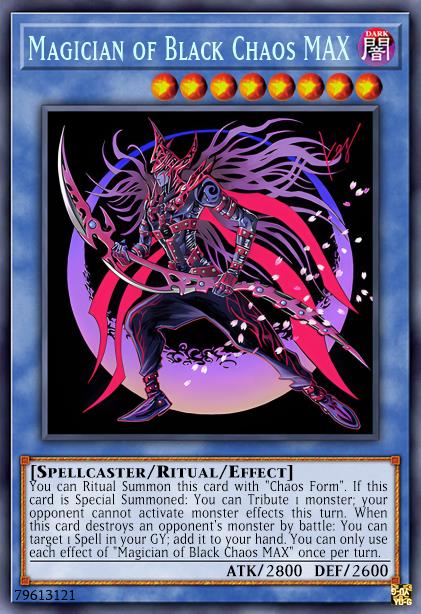 MAGICIAN OF BLACK CHAOS MAX
DARK
闇
[SPELLCASTER/RITUAL/EFFECT]
You can Ritual Summon this card with "Chaos Form". If this
card is Special Summoned: You can Tribute 1 monster; your
opponent cannot activate monster effects this turn. When
this card destroys an opponent's monster by battle: You can
target 1 Spell in your GY; add it to your hand. You can only use
each effect of "Magician of Black Chaos MAX" once per turn.
ATK/2800 DEF/2600
79613121